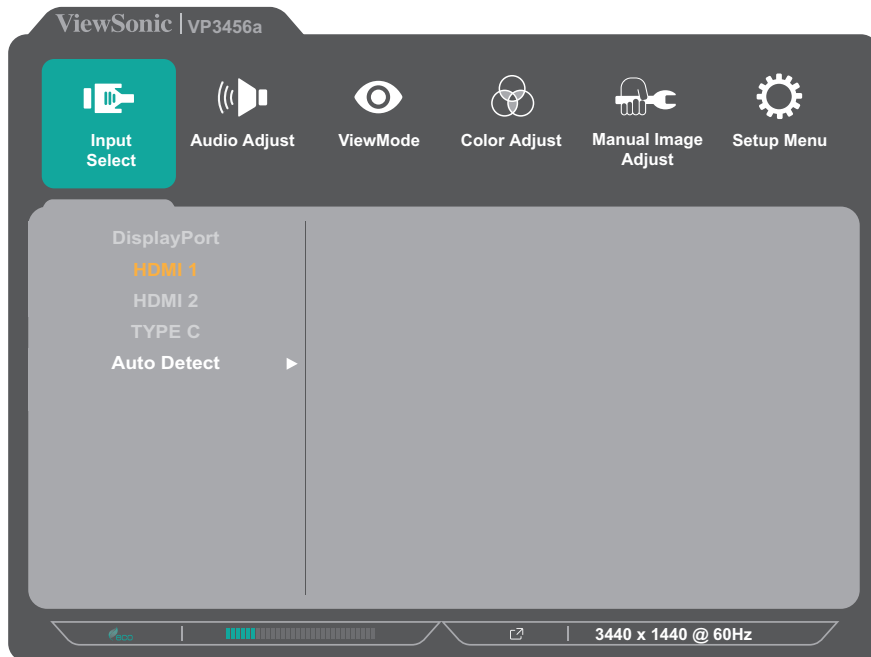 ViewSonic | VP3456a
Input Select
Audio Adjust
ViewMode
Color Adjust
Manual Image Adjust
Setup Menu
DisplayPort
HDMI 1
HDMI 2
TYPE C
Auto Detect
eco
3440 x 1440 @ 60Hz